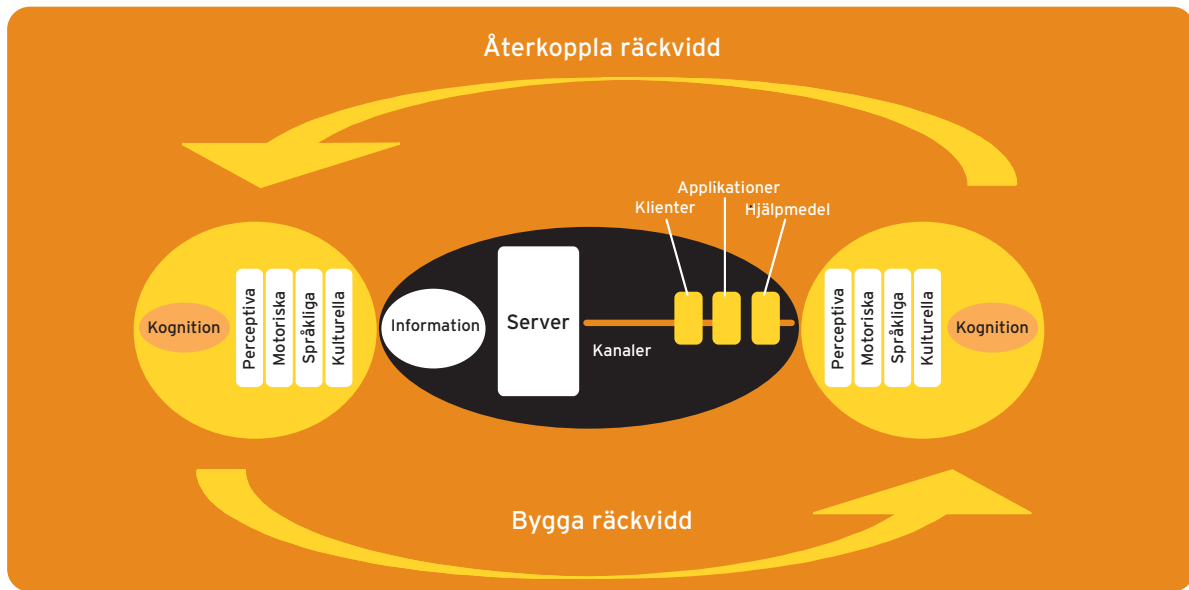 Återkoppla räckvidd
Applikationer
Klienter
Hjälpmedel
Kognition
Perceptiva
Motoriska
Språkliga
Kulturella
Information
Server
Kanaler
Perceptiva
Motoriska
Språkliga
Kulturella
Kognition
Bygga räckvidd